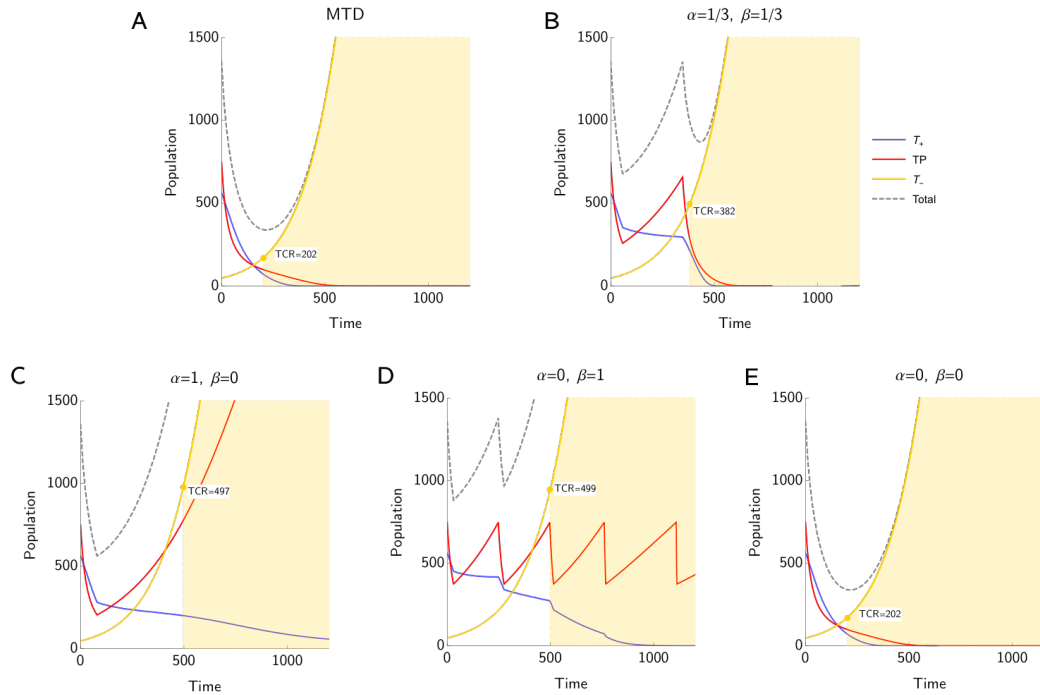 A
MTD
1500
1000
500
0
0
500
1000
Population
Time
TCR=202
B
α=1/3, β=1/3
1500
1000
500
0
0
500
1000
Population
Time
TCR=382
T₊
TP
T₋
Total
C
α=1, β=0
1500
1000
500
0
0
500
1000
Population
Time
TCR=497
D
α=0, β=1
1500
1000
500
0
0
500
1000
Population
Time
TCR=499
E
α=0, β=0
1500
1000
500
0
0
500
1000
Population
Time
TCR=202